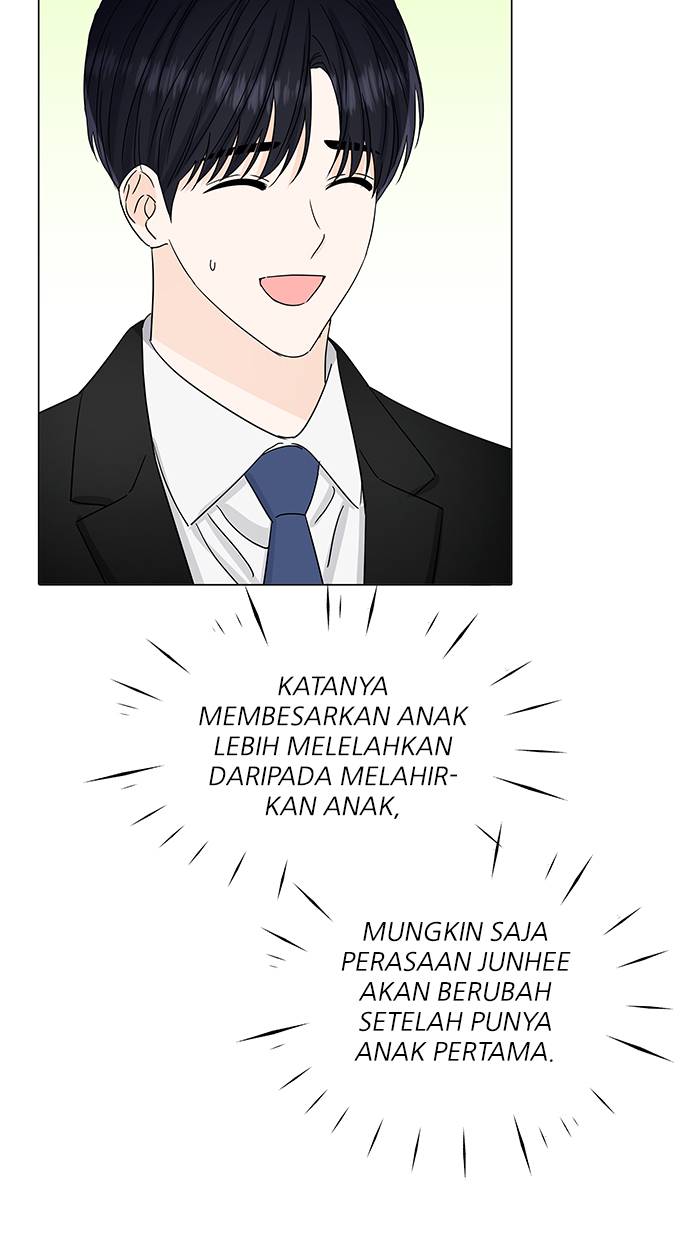 KATANYA
MEMBESARKAN ANAK
LEBIH MELELAHKAN
DARIPADA MELAHIR-
KAN ANAK,
MUNGKIN SAJA
PERASAAN JUNHEE
AKAN BERUBAH
SETELAH PUNYA
ANAK PERTAMA.